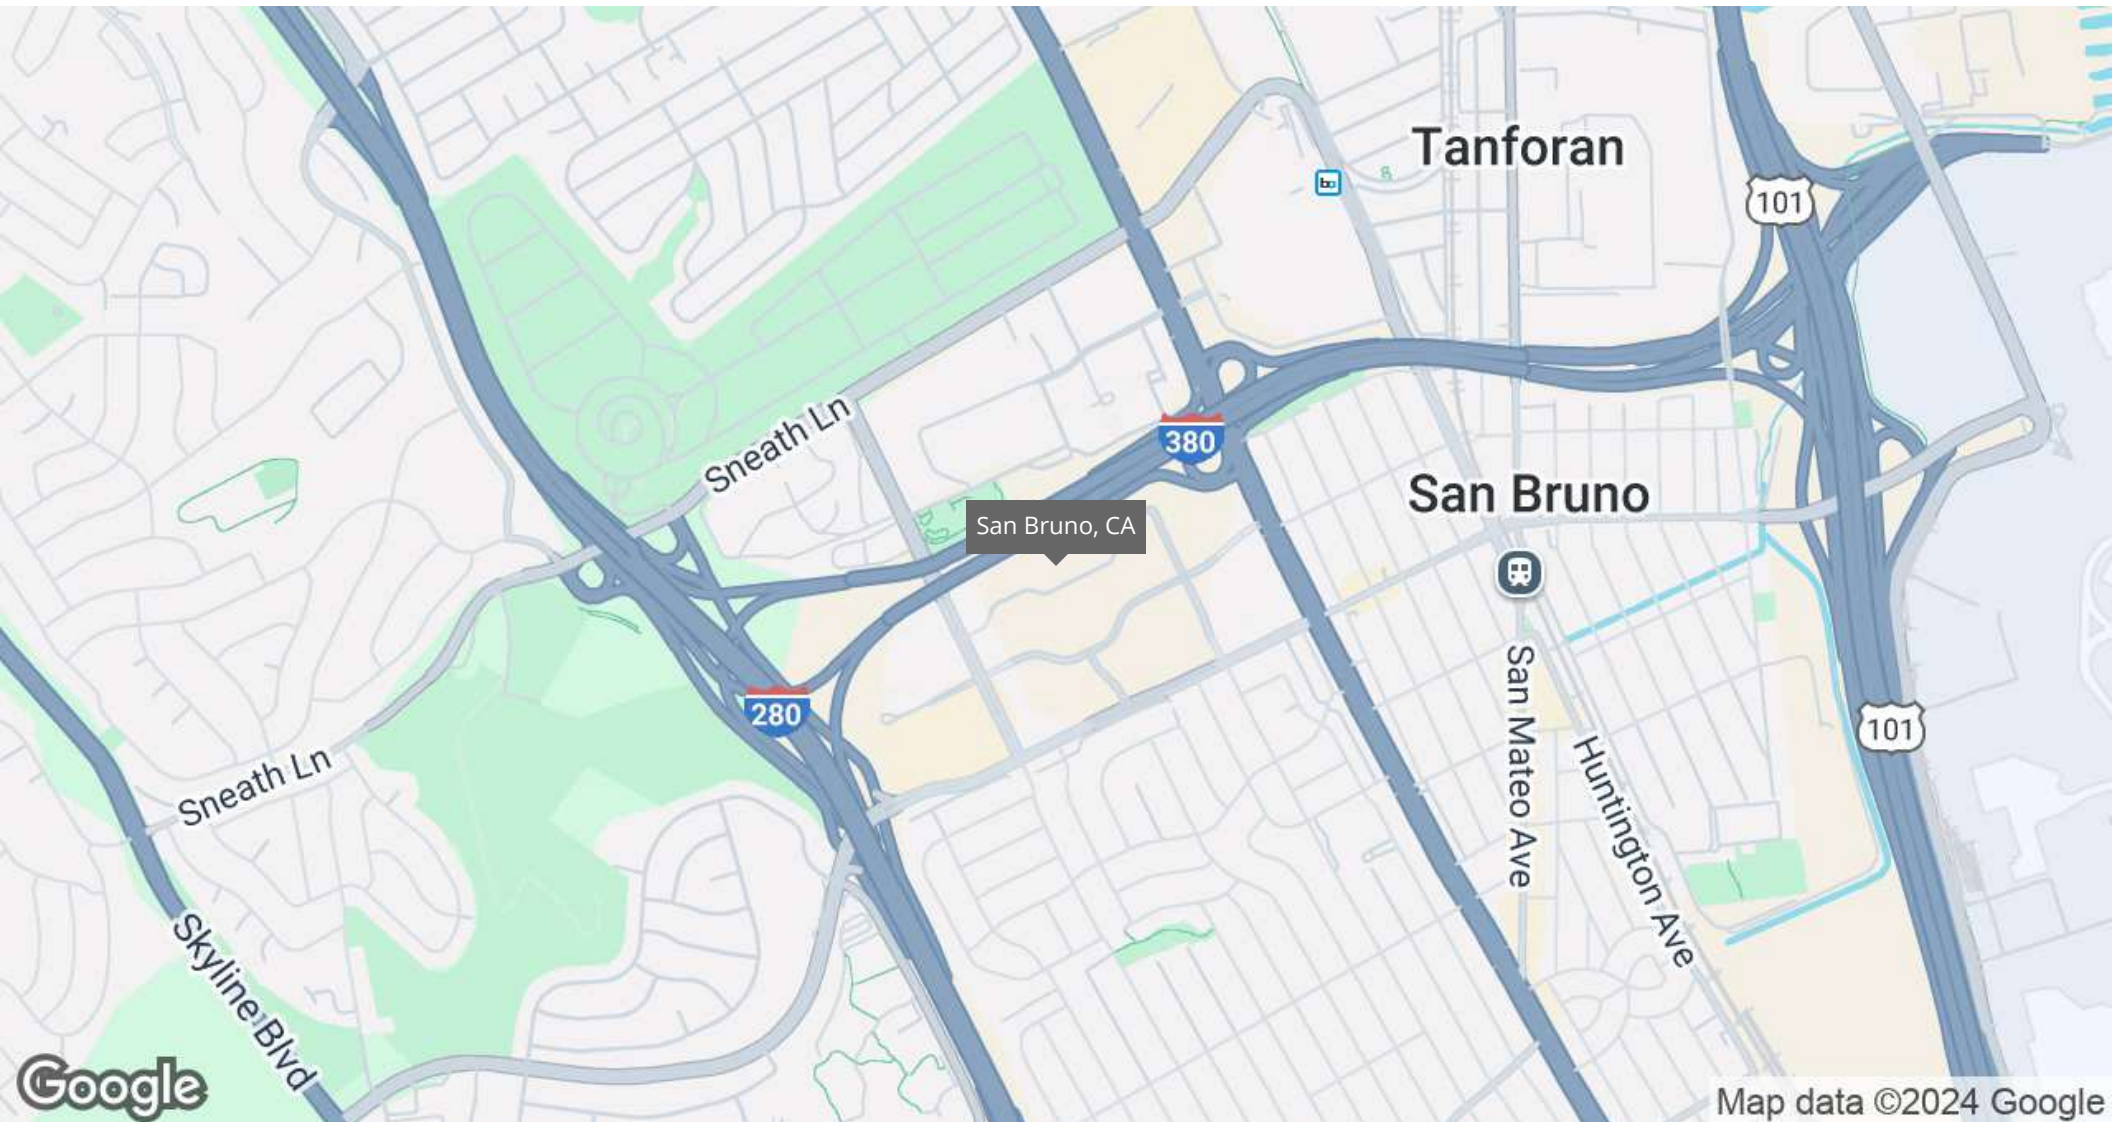 Tanforan
ba
101
Sneath Ln
380
San Bruno
San Bruno, CA
280
San Mateo Ave
101
Huntington Ave
Sneath Ln
Skyline Blvd
Google
Map data ©2024 Google